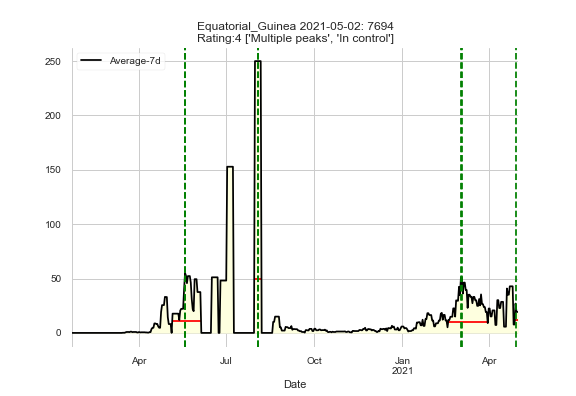 Equatorial_Guinea 2021-05-02: 7694
Rating:4 ['Multiple peaks', 'In control']
Average-7d
250
200
150
100
50
0
Apr
Jul
Oct
Jan
2021
Apr
Date